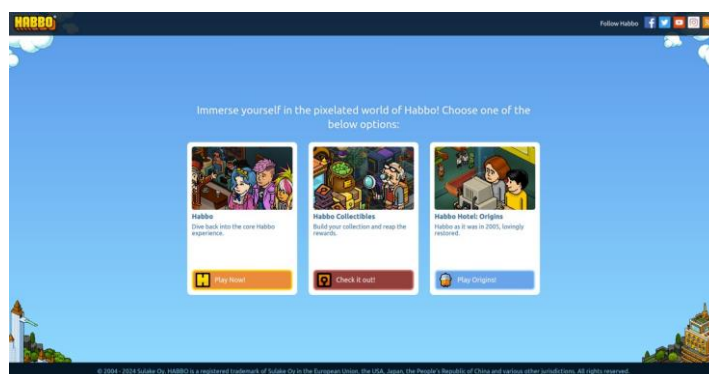 HABBO
Follow Habbo
Immerse yourself in the pixelated world of Habbo! Choose one of the
below options:
Habbo
Dive back into the core Habbo
experience.
Play Now!
Habbo Collectibles
Build your collection and reap the
rewards.
Check it out!
Habbo Hotel: Origins
Habbo as it was in 2005, lovingly
restored.
Play Origins!
© 2004 - 2024 Sulake Oy. HABBO is a registered trademark of Sulake Oy in the European Union, the USA, Japan, the People's Republic of China and various other jurisdictions. All rights reserved.